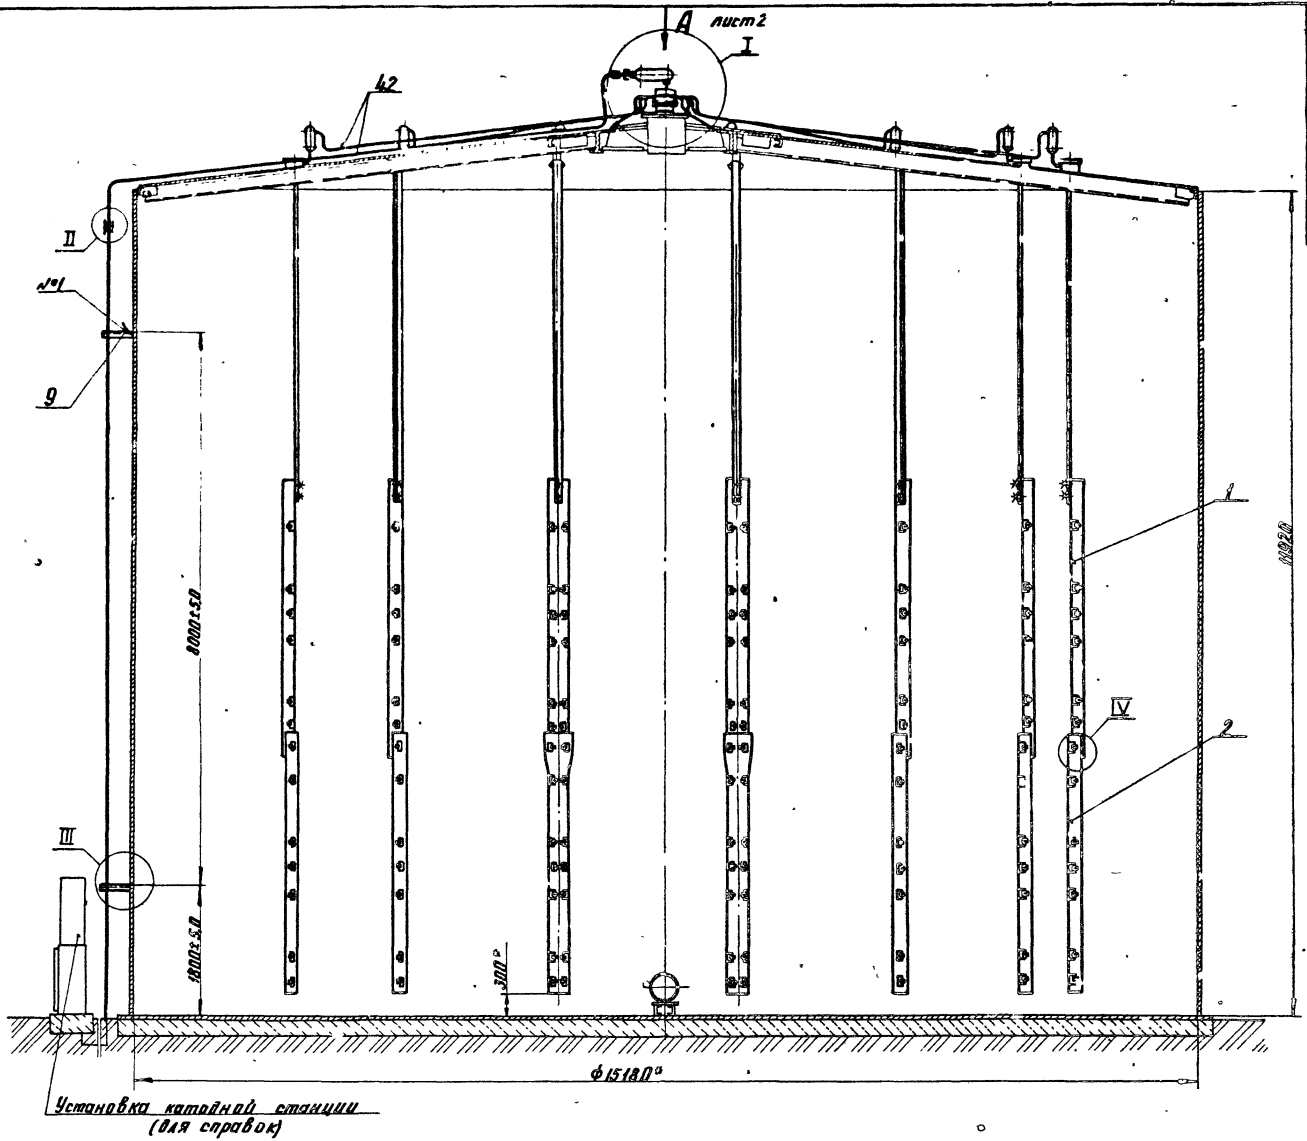 А лист 2
I
42
II
№1
9
1
11920
8000±5,0
IV
2
III
1800±5,0
300*
ϕ15180*
Установка катодной станции
(для справок)